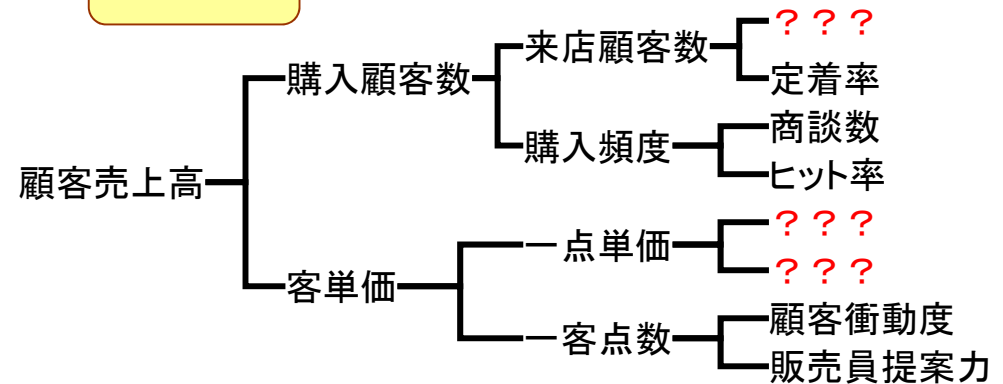 ？？？
来店顧客数
定着率
購入顧客数
商談数
購入頻度
ヒット率
顧客売上高
？？？
一点単価
？？？
客単価
顧客衝動度
一客点数
販売員提案力